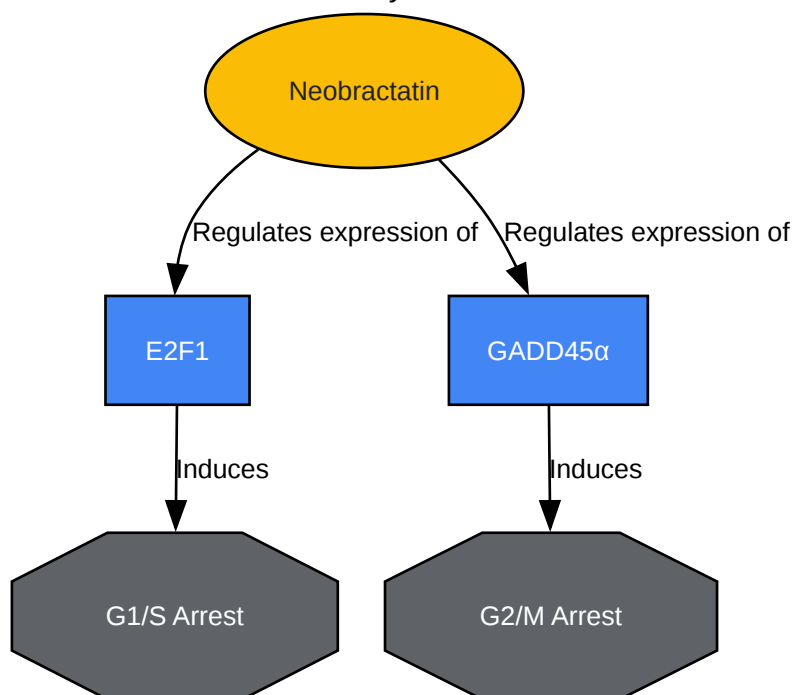 Neobractatin
Regulates expression of
Regulates expression of
E2F1
GADD45α
Induces
Induces
G1/S Arrest
G2/M Arrest